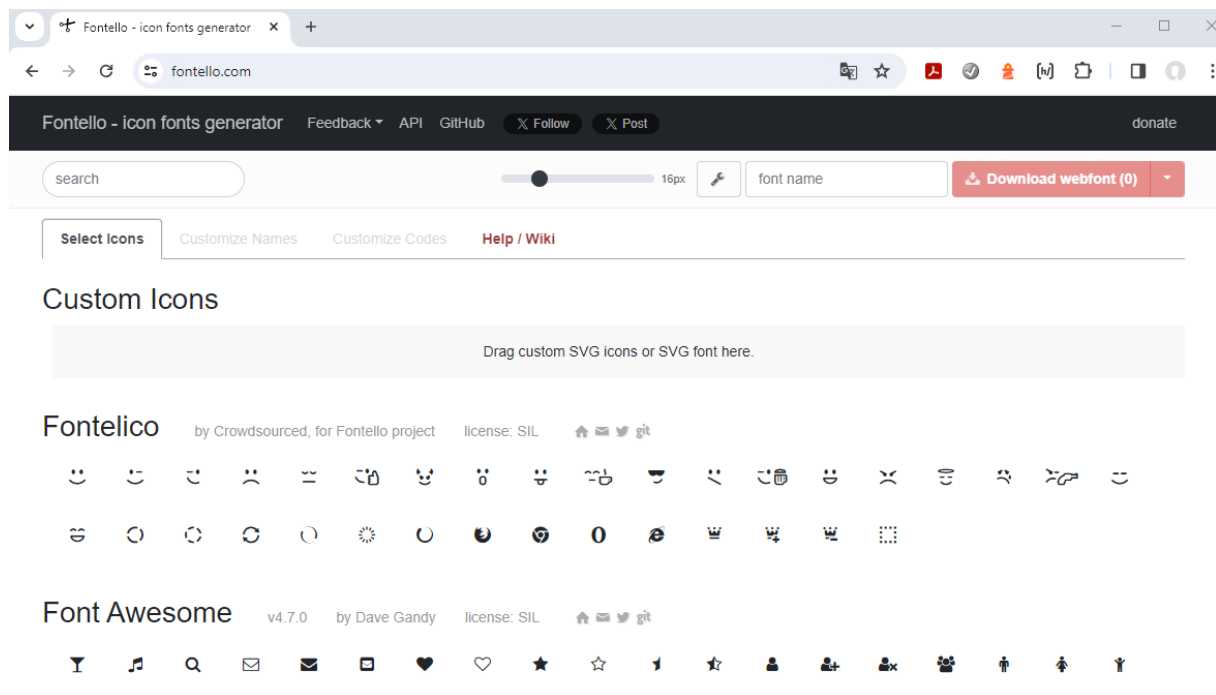 Fontello - icon fonts generator
fontello.com
Fontello - icon fonts generator Feedback API GitHub X Follow X Post donate
search 16px font name Download webfont (0)
Select Icons Customize Names Customize Codes Help / Wiki
Custom Icons
Drag custom SVG icons or SVG font here.
Fontelico by Crowdsourced, for Fontello project license: SIL git
Font Awesome v4.7.0 by Dave Gandy license: SIL git